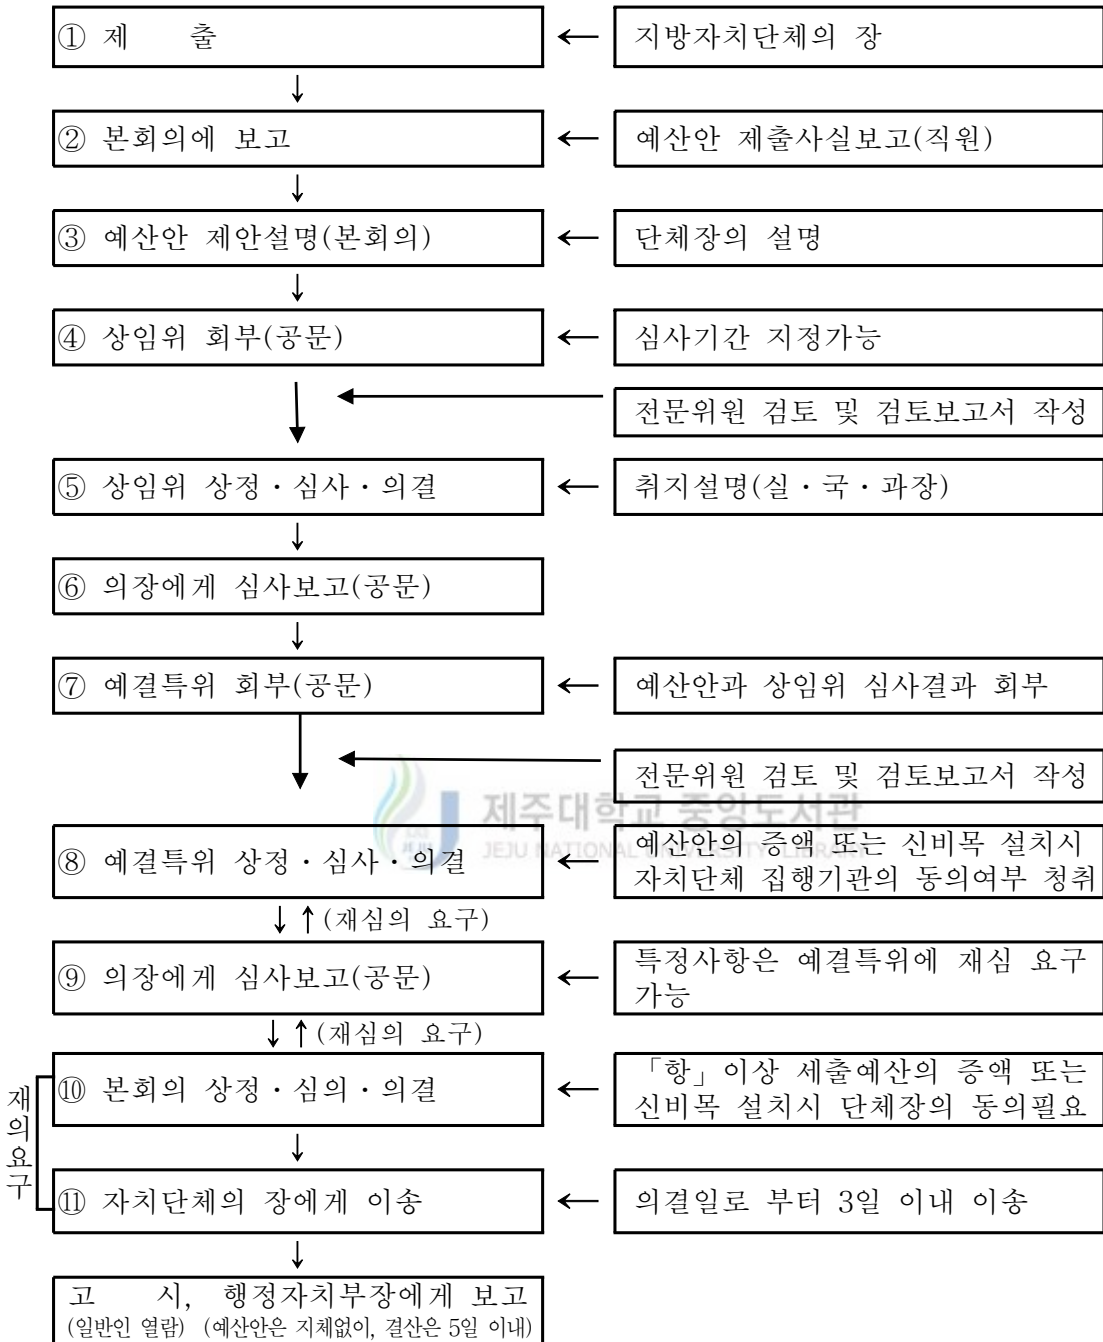 ① 제 출
지방자치단체의 장
② 본회의에 보고
예산안 제출사실보고(직원)
③ 예산안 제안설명(본회의)
단체장의 설명
④ 상임위 회부(공문)
심사기간 지정가능
전문위원 검토 및 검토보고서 작성
⑤ 상임위 상정・심사・의결
취지설명(실・국・과장)
⑥ 의장에게 심사보고(공문)
⑦ 예결특위 회부(공문)
예산안과 상임위 심사결과 회부
전문위원 검토 및 검토보고서 작성
제주대학교 중앙도서관
JEJU NATIONAL UNIVERSITY LIBRARY
⑧ 예결특위 상정・심사・의결
예산안의 증액 또는 신비목 설치시
자치단체 집행기관의 동의여부 청취
(재심의 요구)
⑨ 의장에게 심사보고(공문)
특정사항은 예결특위에 재심 요구
가능
(재심의 요구)
재의요구
⑩ 본회의 상정・심의・의결
「항」이상 세출예산의 증액 또는
신비목 설치시 단체장의 동의필요
⑪ 자치단체의 장에게 이송
의결일로 부터 3일 이내 이송
고 시, 행정자치부장에게 보고
(일반인 열람) (예산안은 지체없이, 결산은 5일 이내)